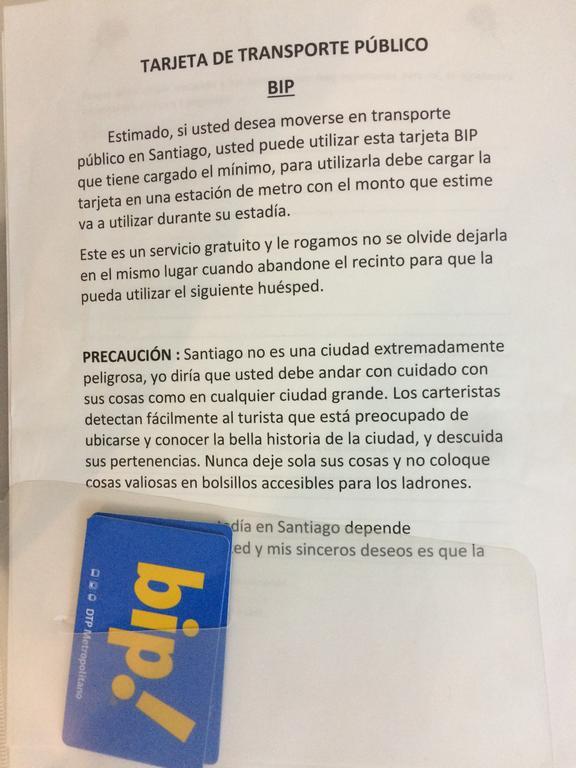 TARJETA DE TRANSPORTE PÚBLICO
BIP
Estimado, si usted desea moverse en transporte
público en Santiago, usted puede utilizar esta tarjeta BIP
que tiene cargado el mínimo, para utilizarla debe cargar la
tarjeta en una estación de metro con el monto que estime
va a utilizar durante su estadía.
Este es un servicio gratuito y le rogamos no se olvide dejarla
en el mismo lugar cuando abandone el recinto para que la
pueda utilizar el siguiente huésped.
PRECAUCIÓN : Santiago no es una ciudad extremadamente
peligrosa, yo diría que usted debe andar con cuidado con
sus cosas como en cualquier ciudad grande. Los carteristas
detectan fácilmente al turista que está preocupado de
ubicarse y conocer la bella historia de la ciudad, y descuida
sus pertenencias. Nunca deje sola sus cosas y no coloque
cosas valiosas en bolsillos accesibles para los ladrones.
en Santiago depende
y mis sinceros deseos es que la
bip!
DTP Metropolitano